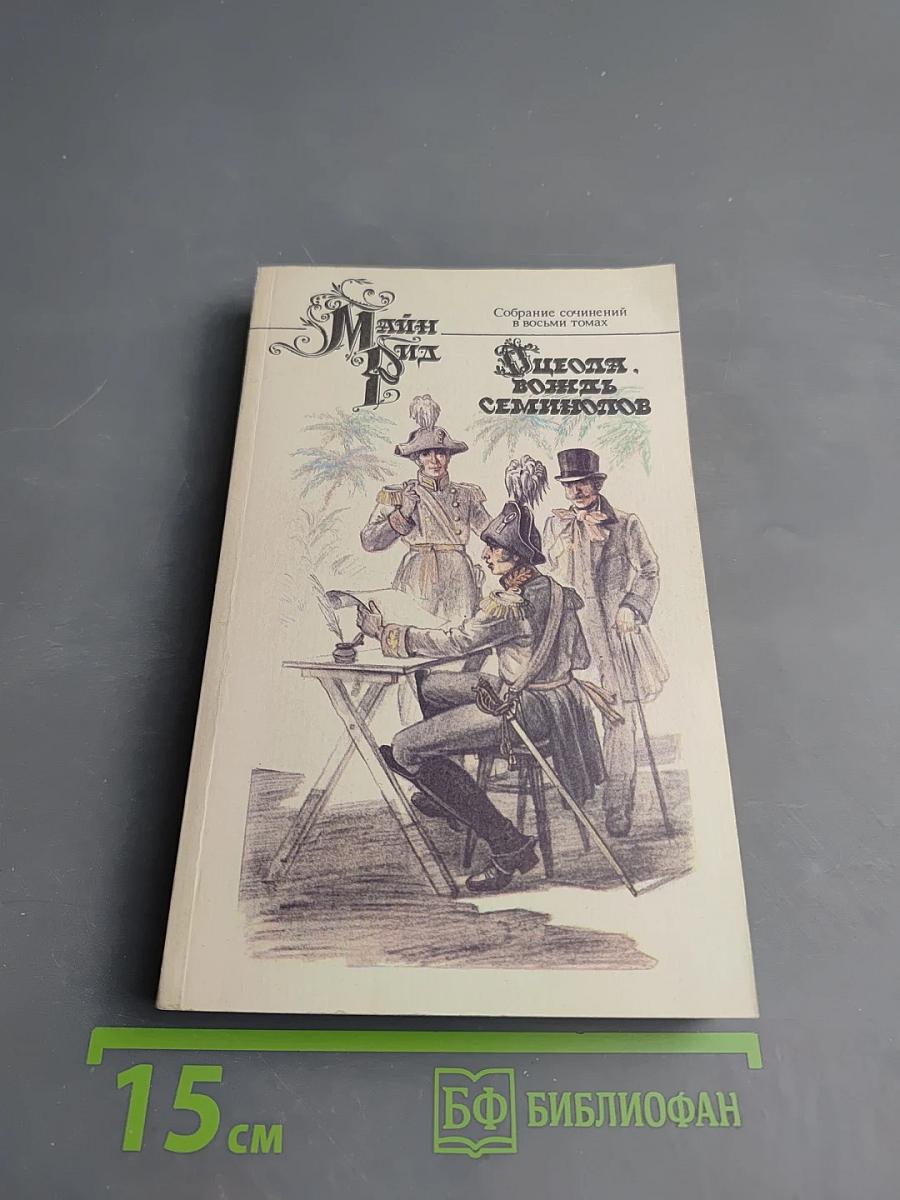 Майн
Рид
Собрание сочинений
в восьми томах
Оцеола,
вождь
семинолов
15 см
БФ БИБЛИОФАН